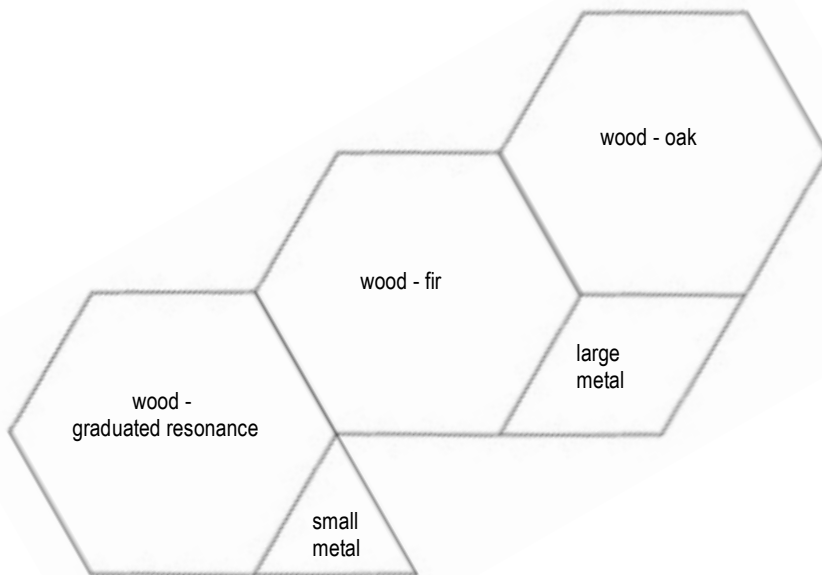 wood - oak
wood - fir
large
metal
wood -
graduated resonance
small
metal